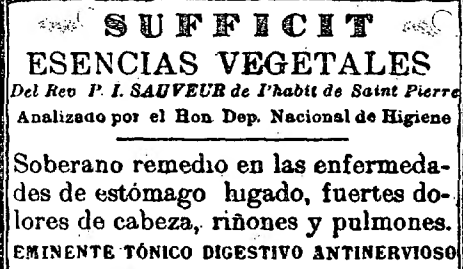 SUFFICIT
ESENCIAS VEGETALES
Del Rev P. I. SAUVEUR de l'habit de Saint Pierre
Analizado por el Hon Dep. Nacional de Higiene
Soberano remedio en las enfermeda-
des de estómago higado, fuertes do-
lores de cabeza, riñones y pulmones.
EMINENTE TÓNICO DIGESTIVO ANTINERVIOSO